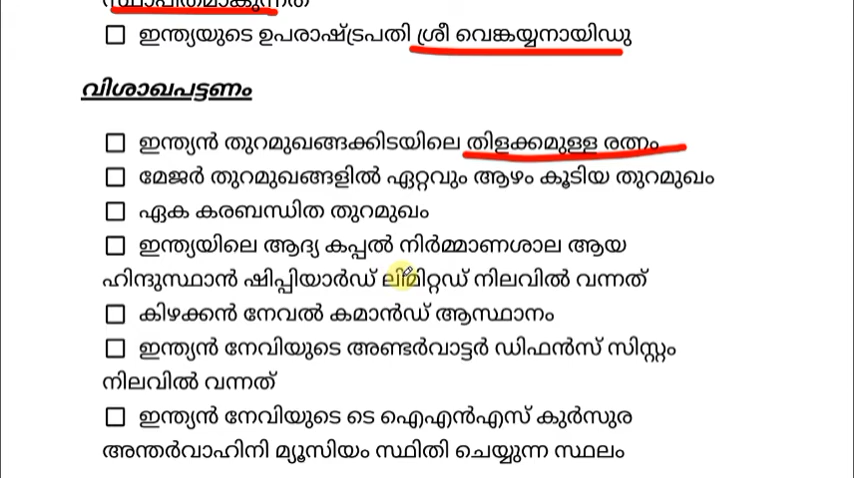 സ്ഥാപിതമാകുന്നത്
☐ ഇന്ത്യയുടെ ഉപരാഷ്ട്രപതി ശ്രീ വെങ്കയ്യനായിഡു
വിശാഖപട്ടണം
☐ ഇന്ത്യൻ തുറമുഖങ്ങക്കിടയിലെ തിളക്കമുള്ള രത്നം
☐ മേജർ തുറമുഖങ്ങളിൽ ഏറ്റവും ആഴം കൂടിയ തുറമുഖം
☐ ഏക കരബന്ധിത തുറമുഖം
☐ ഇന്ത്യയിലെ ആദ്യ കപ്പൽ നിർമ്മാണശാല ആയ
ഹിന്ദുസ്ഥാൻ ഷിപ്പിയാർഡ് ലിമിറ്റഡ് നിലവിൽ വന്നത്
☐ കിഴക്കൻ നേവൽ കമാൻഡ് ആസ്ഥാനം
☐ ഇന്ത്യൻ നേവിയുടെ അണ്ടർവാട്ടർ ഡിഫൻസ് സിസ്റ്റം
നിലവിൽ വന്നത്
☐ ഇന്ത്യൻ നേവിയുടെ ടെ ഐഎൻഎസ് കുർസുര
അന്തർവാഹിനി മ്യൂസിയം സ്ഥിതി ചെയ്യുന്ന സ്ഥലം